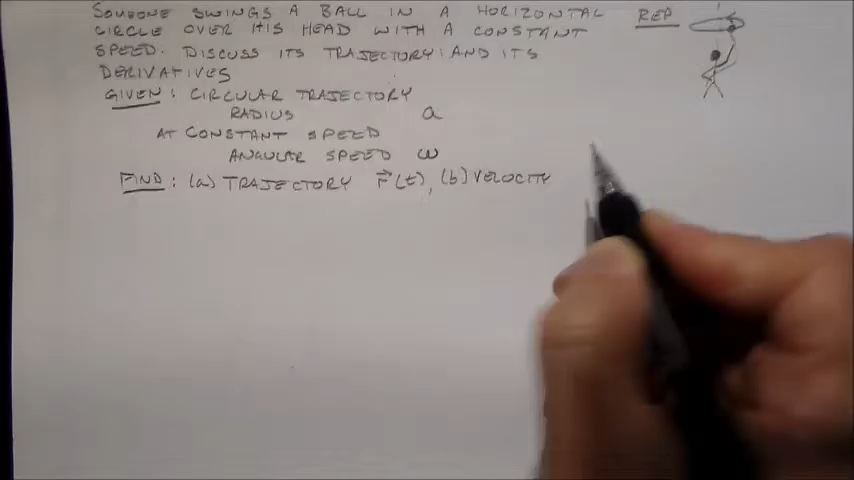 SOMEONE SWINGS A BALL IN A HORIZONTAL REP
CIRCLE OVER HIS HEAD WITH A CONSTANT
SPEED. DISCUSS ITS TRAJECTORY AND ITS
DERIVATIVES
GIVEN: CIRCULAR TRAJECTORY
RADIUS a
AT CONSTANT SPEED
ANGULAR SPEED ω
FIND: (a) TRAJECTORY r⃗(t), (b) VELOCITY